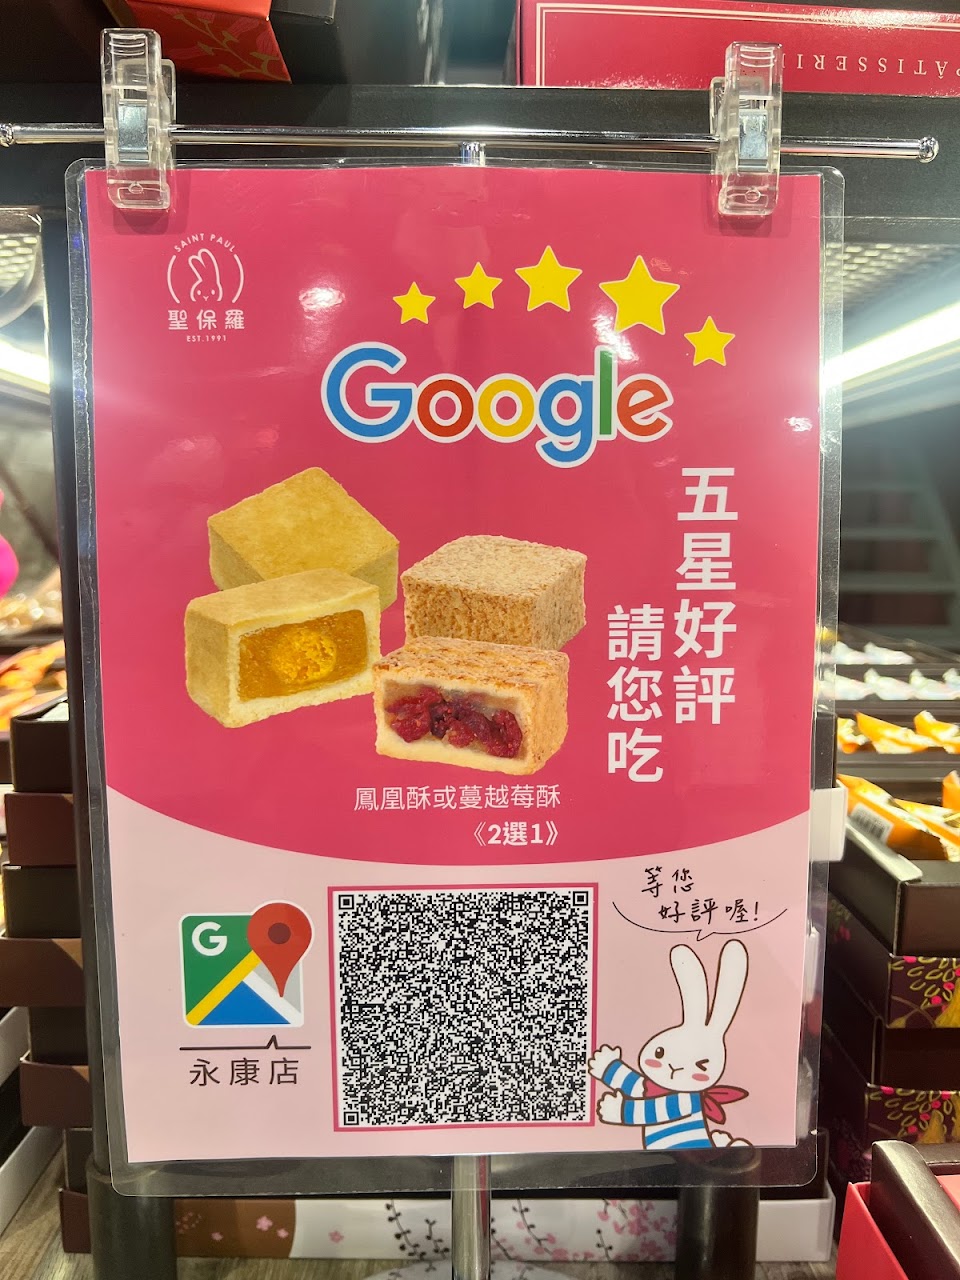 PÂTISSERI
SAINT PAUL
聖保羅
EST.1991
Google
五星好評
請您吃
鳳凰酥或蔓越莓酥
《2選1》
等您
好評喔!
G
永康店